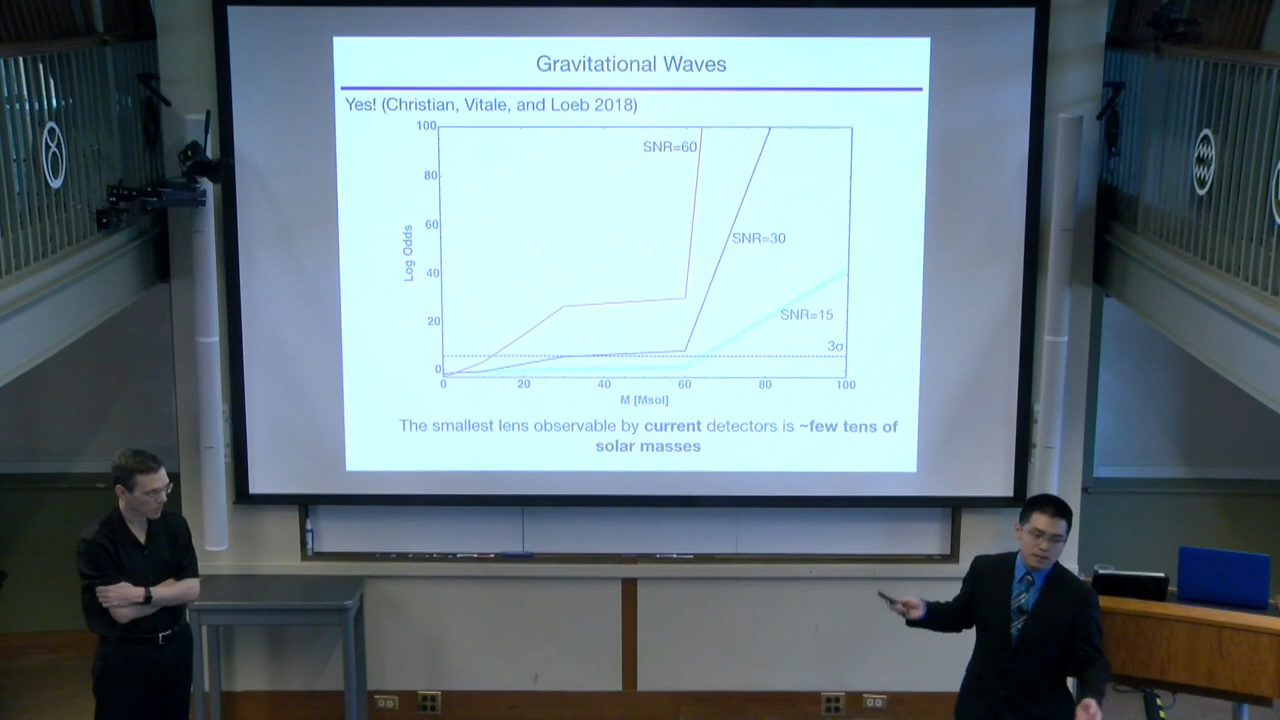 Gravitational Waves
Yes! (Christian, Vitale, and Loeb 2018)
100
80
60
40
20
0
Log Odds
SNR=60
SNR=30
SNR=15
3σ
0
20
40
60
80
100
M [Msol]
The smallest lens observable by current detectors is ~few tens of
solar masses